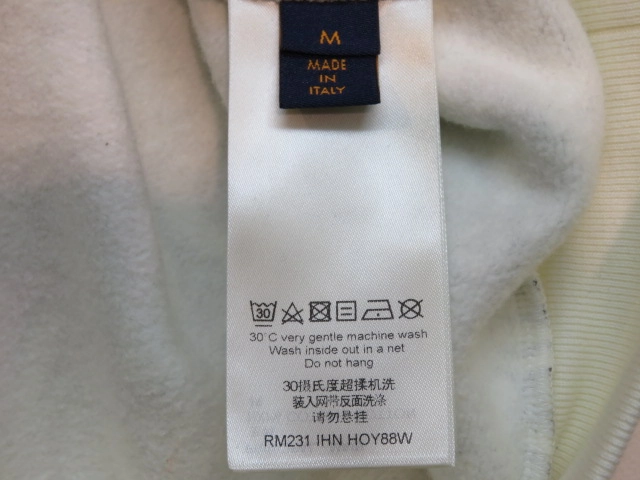 M
MADE
IN
ITALY
30
30°C very gentle machine wash
Wash inside out in a net
Do not hang
30摄氏度超揉机洗
装入网带反面洗涤
请勿悬挂
RM231 IHN HOY88W